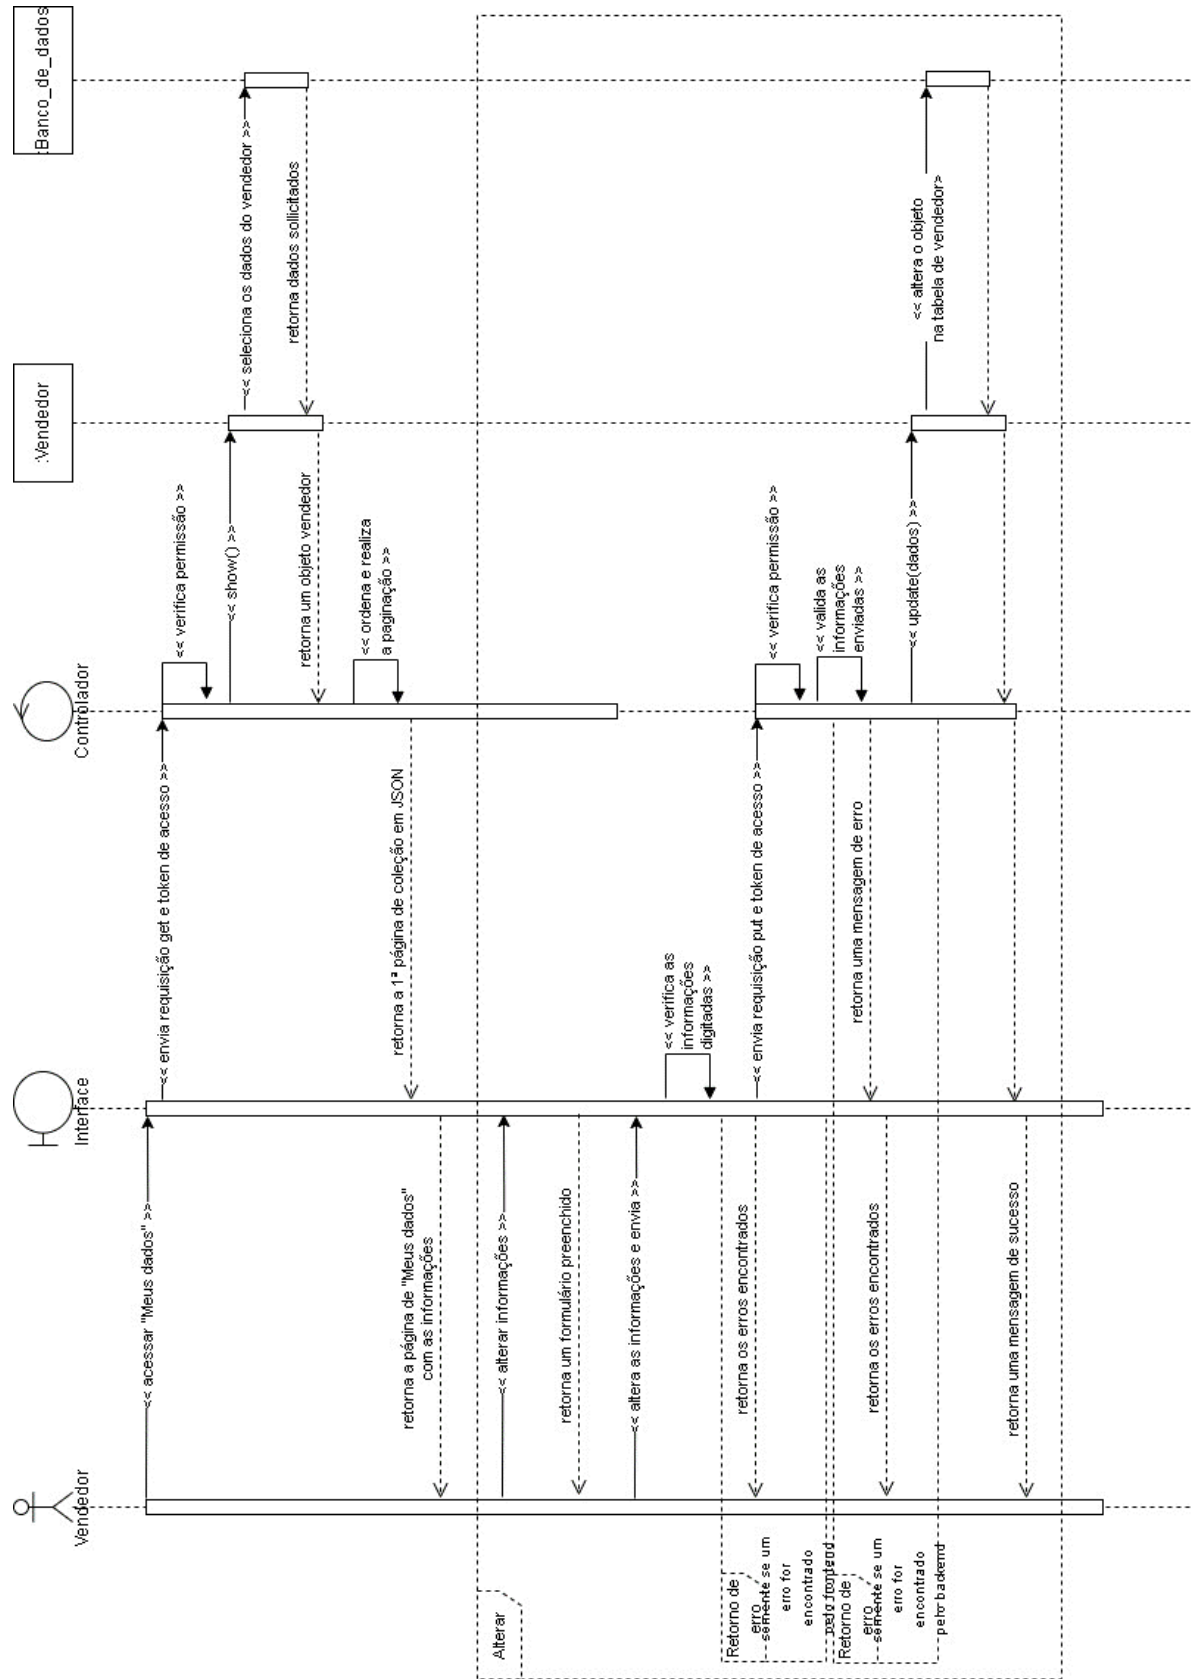 Vendedor
Interface
Controlador
:Vendedor
:Banco_de_dados
<< acessar "Meus dados" >>
<< envia requisição get e token de acesso >>
<< verifica permissão >>
<< show() >>
<< seleciona os dados do vendedor >>
retorna dados sollicitados
retorna um objeto vendedor
<< ordena e realiza
a paginação >>
retorna a 1ª página de coleção em JSON
retorna a página de "Meus dados"
com as informações
Alterar
<< alterar informações >>
retorna um formulário preenchido
<< altera as informações e envia >>
<< verifica as
informações
digitadas >>
Retorno de
erro
somente se um
erro for
encontrado
pelo frontend
retorna os erros encontrados
<< envia requisição put e token de acesso >>
<< verifica permissão >>
<< valida as
informações
enviadas >>
Retorno de
erro
somente se um
erro for
encontrado
pelo backend
retorna uma mensagem de erro
retorna os erros encontrados
<< update(dados) >>
<< altera o objeto
na tabela de vendedor>
retorna uma mensagem de sucesso